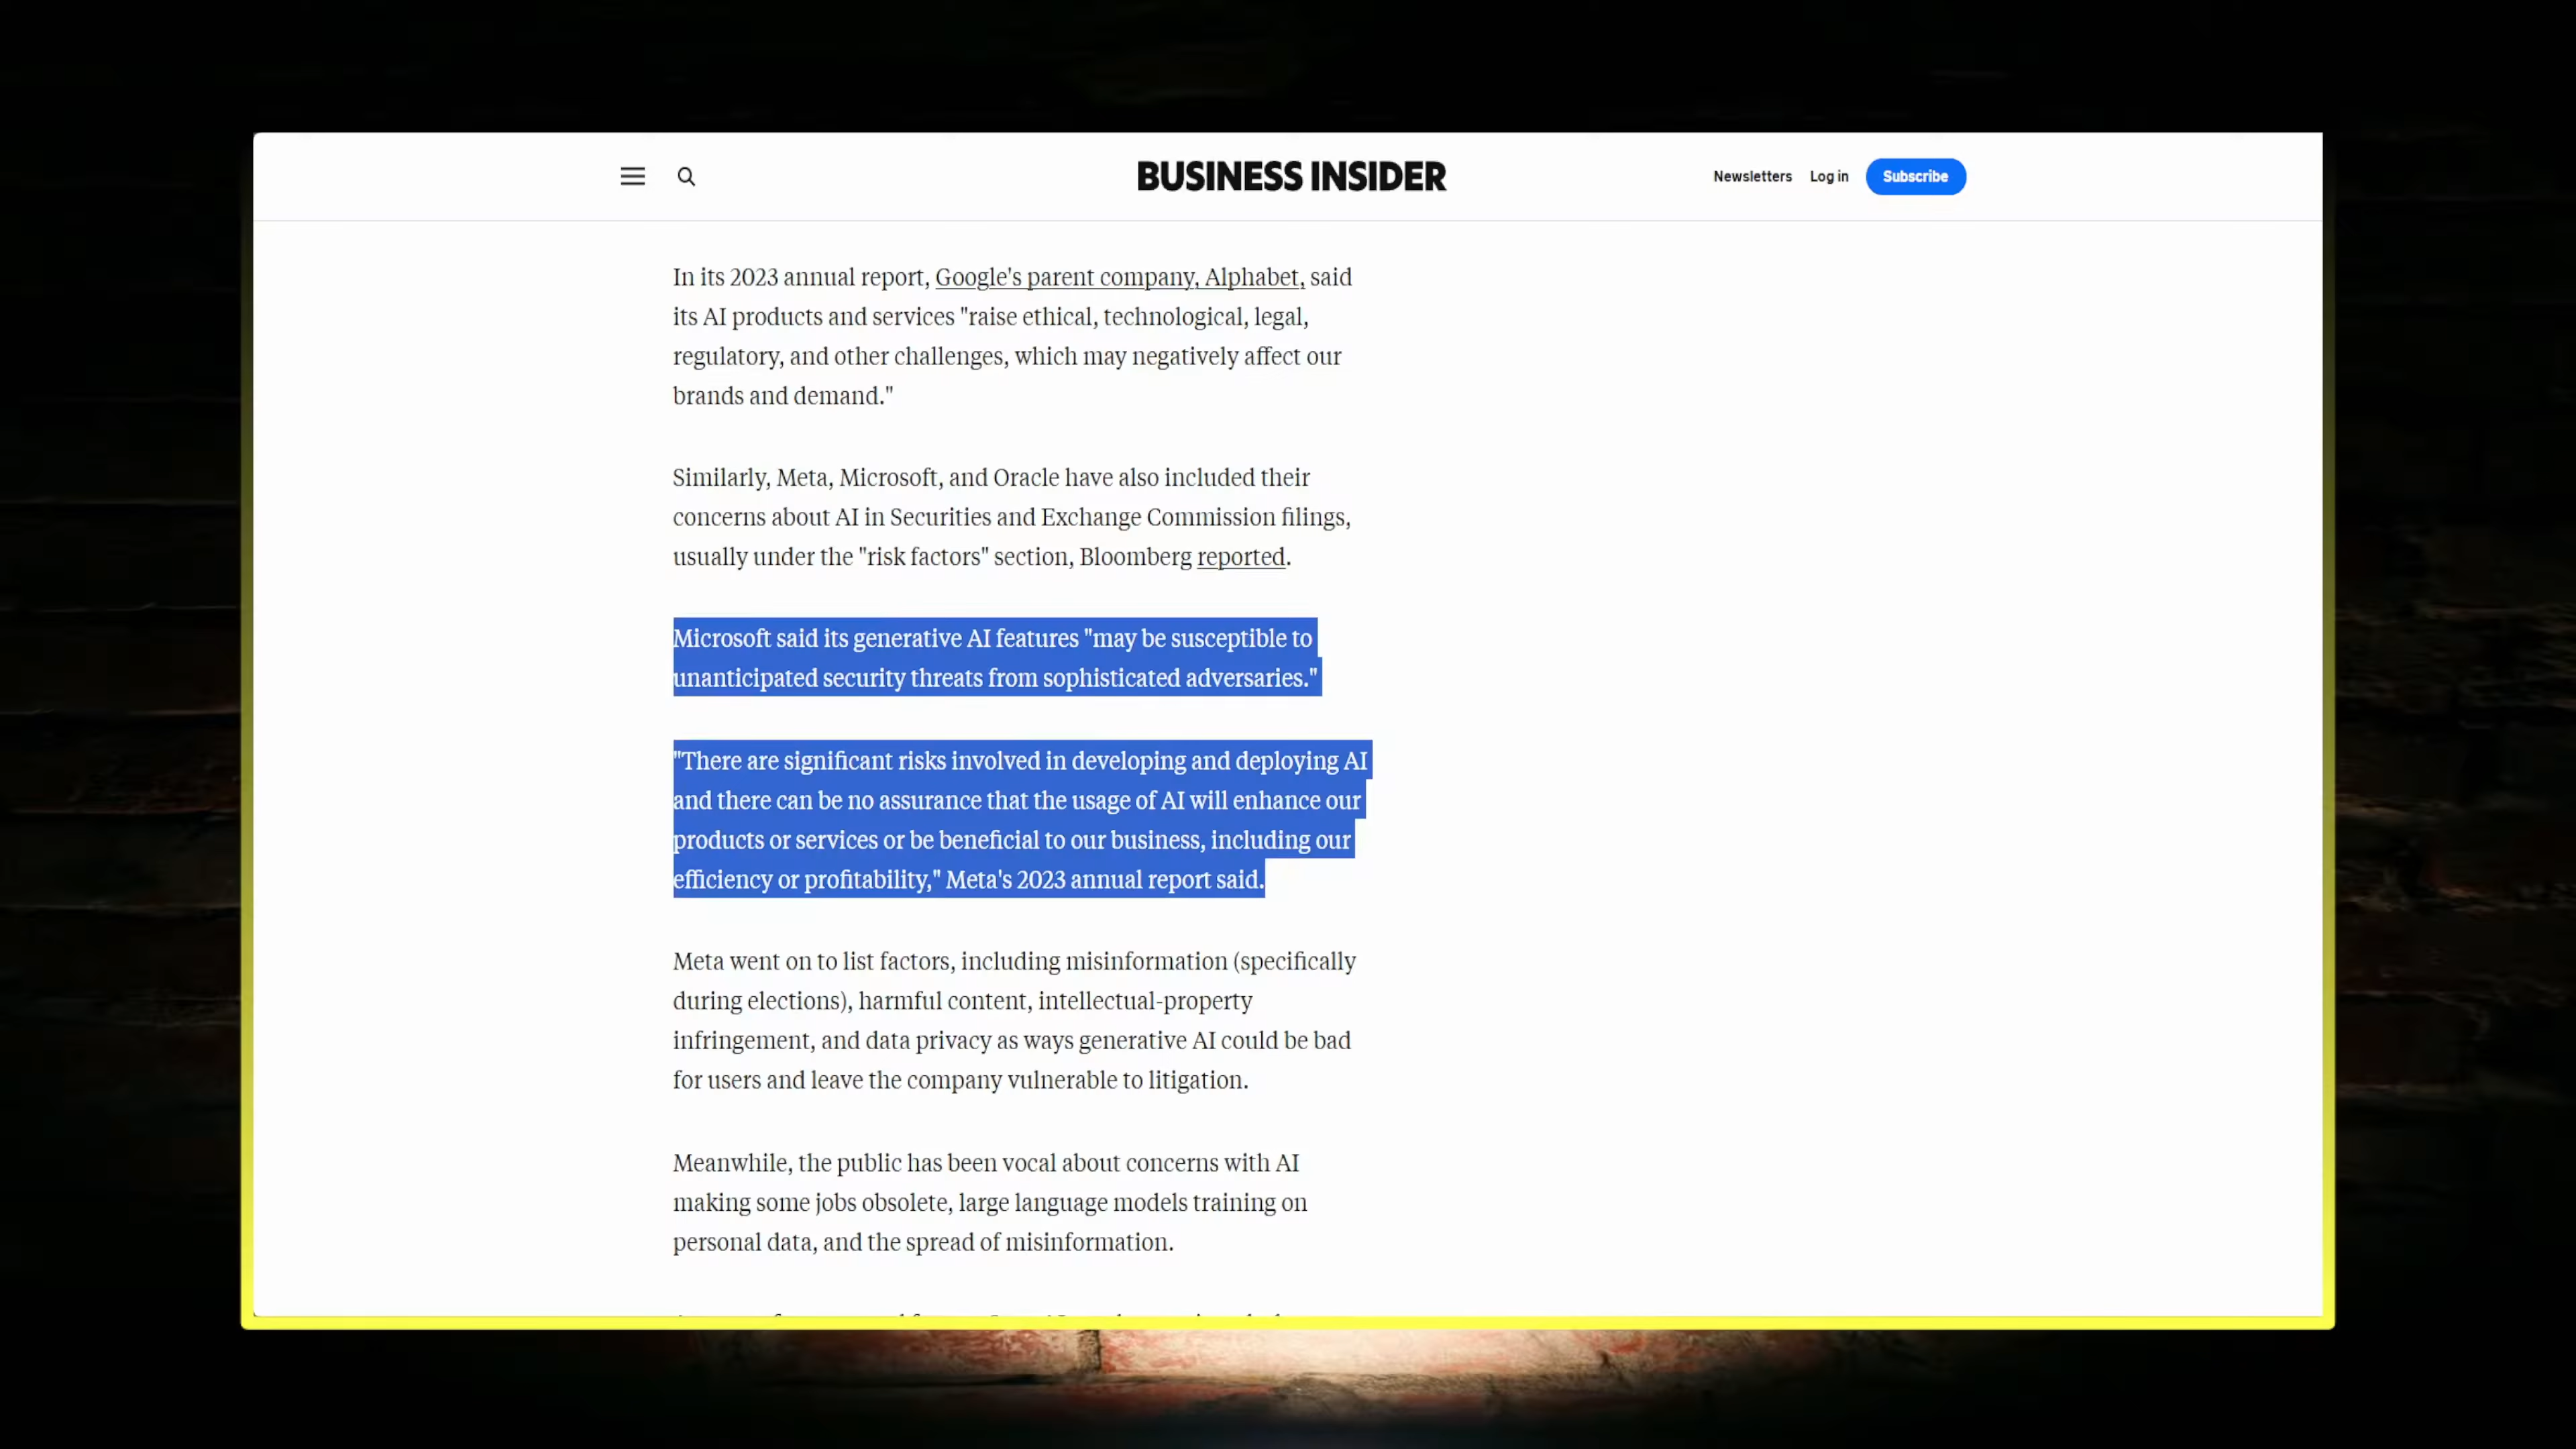 BUSINESS INSIDER
Newsletters
Log in
Subscribe
In its 2023 annual report, Google's parent company, Alphabet, said
its AI products and services "raise ethical, technological, legal,
regulatory, and other challenges, which may negatively affect our
brands and demand."
Similarly, Meta, Microsoft, and Oracle have also included their
concerns about AI in Securities and Exchange Commission filings,
usually under the "risk factors" section, Bloomberg reported.
Microsoft said its generative AI features "may be susceptible to
unanticipated security threats from sophisticated adversaries."
"There are significant risks involved in developing and deploying AI
and there can be no assurance that the usage of AI will enhance our
products or services or be beneficial to our business, including our
efficiency or profitability," Meta's 2023 annual report said.
Meta went on to list factors, including misinformation (specifically
during elections), harmful content, intellectual-property
infringement, and data privacy as ways generative AI could be bad
for users and leave the company vulnerable to litigation.
Meanwhile, the public has been vocal about concerns with AI
making some jobs obsolete, large language models training on
personal data, and the spread of misinformation.